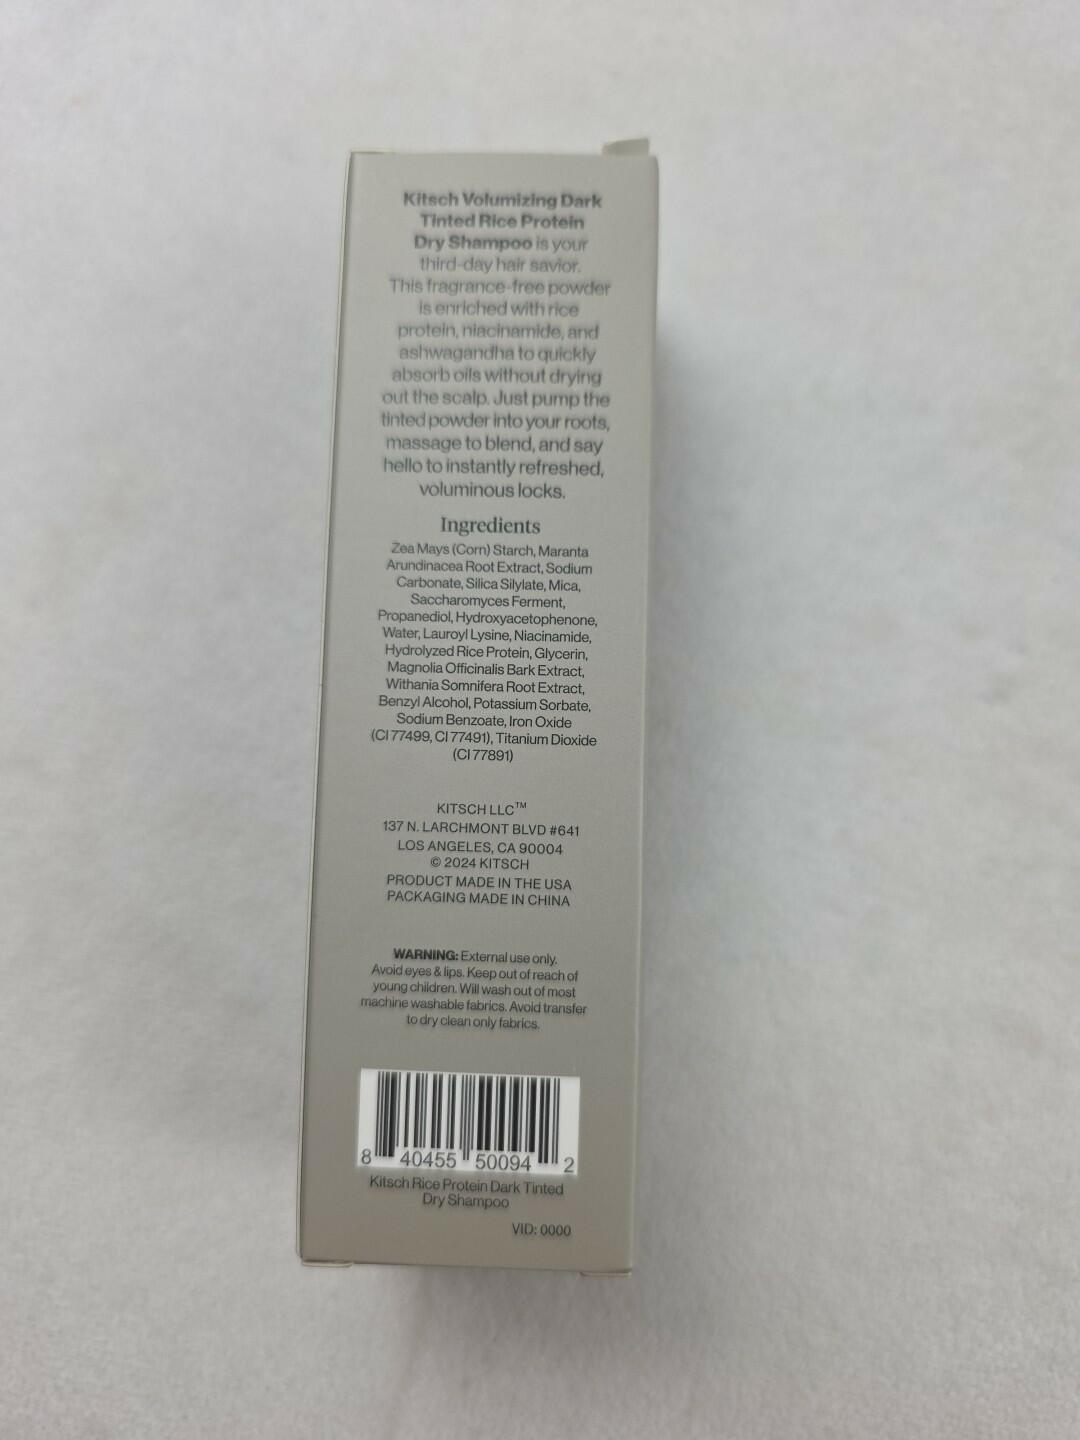 Kitsch Volumizing Dark
Tinted Rice Protein
Dry Shampoo is your
third-day hair savior.
This fragrance-free powder
is enriched with rice
protein, niacinamide, and
ashwagandha to quickly
absorb oils without drying
out the scalp. Just pump the
tinted powder into your roots,
massage to blend, and say
hello to instantly refreshed,
voluminous locks.
Ingredients
Zea Mays (Corn) Starch, Maranta
Arundinacea Root Extract, Sodium
Carbonate, Silica Silylate, Mica,
Saccharomyces Ferment,
Propanediol, Hydroxyacetophenone,
Water, Lauroyl Lysine, Niacinamide,
Hydrolyzed Rice Protein, Glycerin,
Magnolia Officinalis Bark Extract,
Withania Somnifera Root Extract,
Benzyl Alcohol, Potassium Sorbate,
Sodium Benzoate, Iron Oxide
(CI 77499, CI 77491), Titanium Dioxide
(CI 77891)
KITSCH LLC™
137 N. LARCHMONT BLVD #641
LOS ANGELES, CA 90004
© 2024 KITSCH
PRODUCT MADE IN THE USA
PACKAGING MADE IN CHINA
WARNING: External use only.
Avoid eyes & lips. Keep out of reach of
young children. Will wash out of most
machine washable fabrics. Avoid transfer
to dry clean only fabrics.
8 40455 50094 2
Kitsch Rice Protein Dark Tinted
Dry Shampoo
VID: 0000